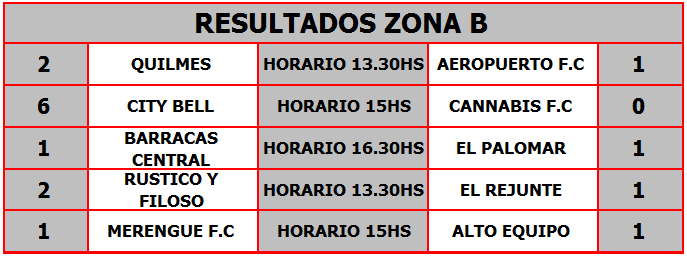 RESULTADOS ZONA B
2 QUILMES HORARIO 13.30HS AEROPUERTO F.C 1
6 CITY BELL HORARIO 15HS CANNABIS F.C 0
1 BARRACAS CENTRAL HORARIO 16.30HS EL PALOMAR 1
2 RUSTICO Y FILOSO HORARIO 13.30HS EL REJUNTE 1
1 MERENGUE F.C HORARIO 15HS ALTO EQUIPO 1